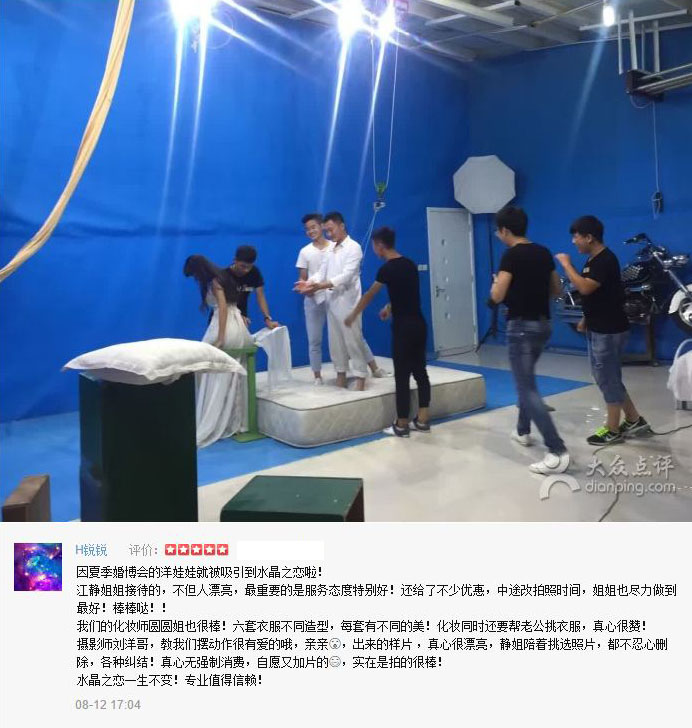 大众点评
dianping.com
H锐锐 评价:
因夏季婚博会的洋娃娃就被吸引到水晶之恋啦!
江静姐姐接待的,不但人漂亮,最重要的是服务态度特别好!还给了不少优惠,中途改拍照时间,姐姐也尽力做到
最好!棒棒哒!!
我们的化妆师圆圆姐也很棒!六套衣服不同造型,每套有不同的美!化妆同时还要帮老公挑衣服,真心很赞!
摄影师刘洋哥,教我们摆动作很有爱的哦,亲亲😘,出来的样片,真心很漂亮,静姐陪着挑选照片,都不忍心删
除,各种纠结!真心无强制消费,自愿又加片的😊,实在是拍的很棒!
水晶之恋一生不变!专业值得信赖!
08-12 17:04